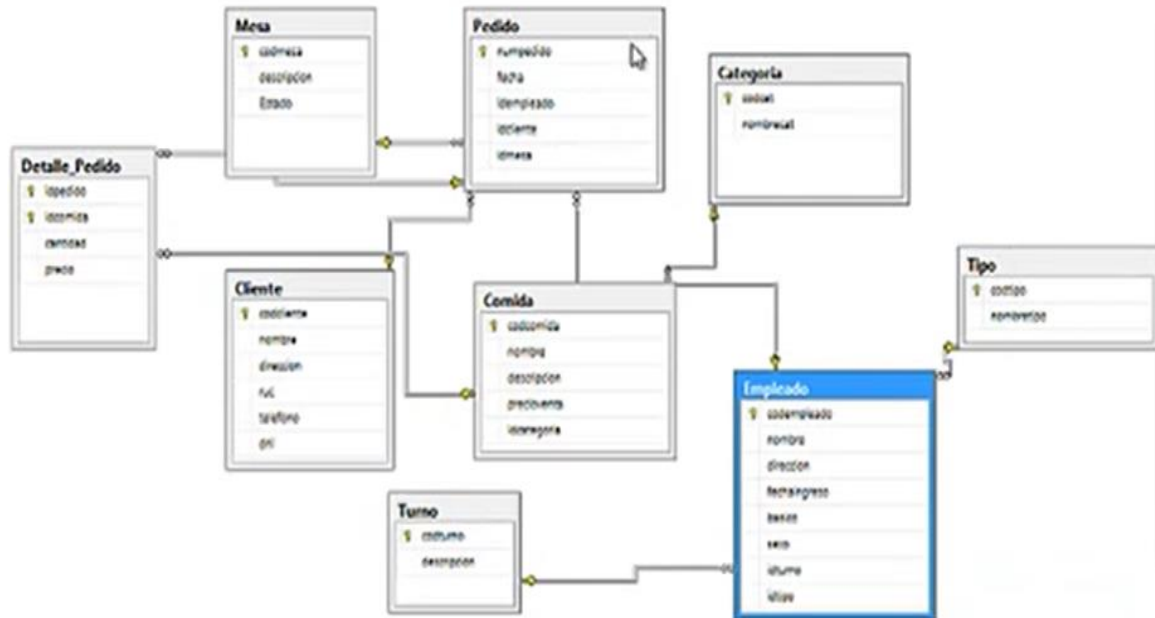 Mesa
codmesa
descripcion
Estado
Pedido
numpedido
fecha
idempleado
idcliente
idmesa
Categoria
codcat
nombrecat
Detalle_Pedido
idpedido
idcomida
cantidad
precio
Cliente
codcliente
nombre
direccion
ruc
telefono
dni
Comida
codcomida
nombre
descripcion
precioventa
idcategoria
Tipo
codtipo
nombretipo
Empleado
codempleado
nombre
direccion
fechaingreso
sexo
idturno
idtipo
Turno
codturno
descripcion